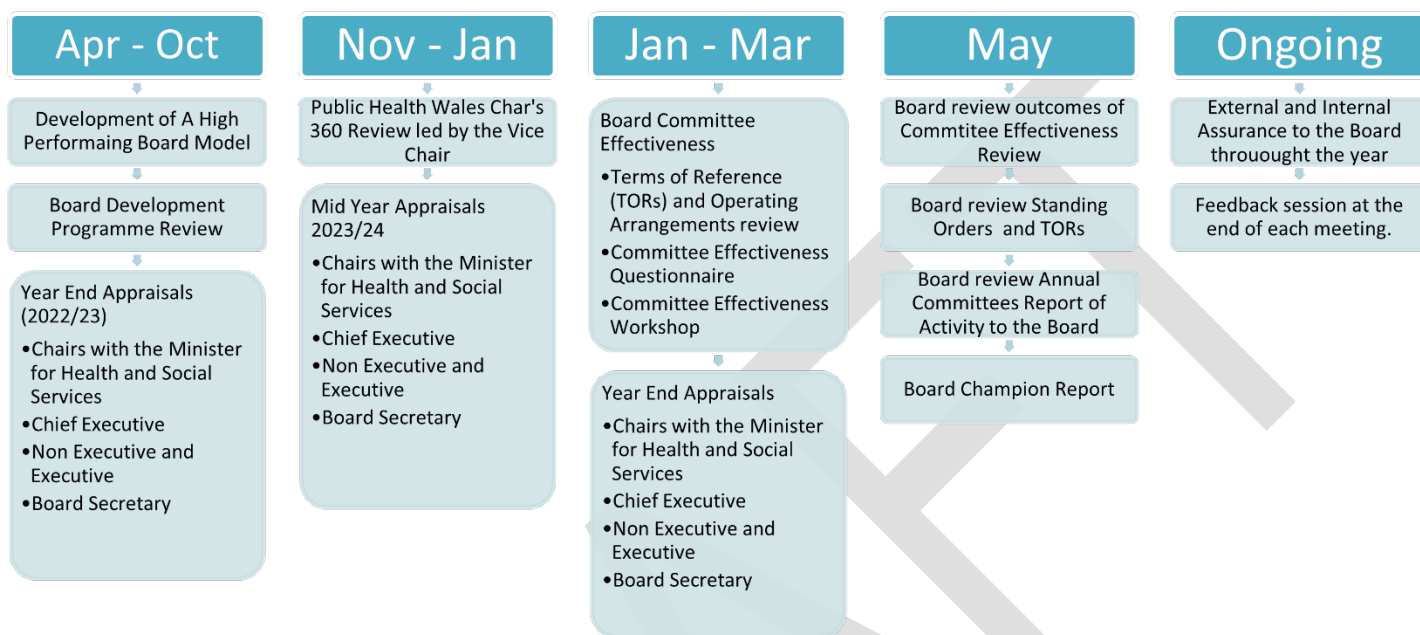 Apr - Oct
Development of A High
Performaing Board Model
Board Development
Programme Review
Year End Appraisals
(2022/23)
•Chairs with the Minister
for Health and Social
Services
•Chief Executive
•Non Executive and
Executive
•Board Secretary
Nov - Jan
Public Health Wales Char's
360 Review led by the Vice
Chair
Mid Year Appraisals
2023/24
•Chairs with the Minister
for Health and Social
Services
•Chief Executive
•Non Executive and
Executive
•Board Secretary
Jan - Mar
Board Committee
Effectiveness
•Terms of Reference
(TORs) and Operating
Arrangements review
•Committee Effectiveness
Questionnaire
•Committee Effectiveness
Workshop
Year End Appraisals
•Chairs with the Minister
for Health and Social
Services
•Chief Executive
•Non Executive and
Executive
•Board Secretary
May
Board review outcomes of
Commtitee Effectiveness
Review
Board review Standing
Orders and TORs
Board review Annual
Committees Report of
Activity to the Board
Board Champion Report
Ongoing
External and Internal
Assurance to the Board
throuought the year
Feedback session at the
end of each meeting.